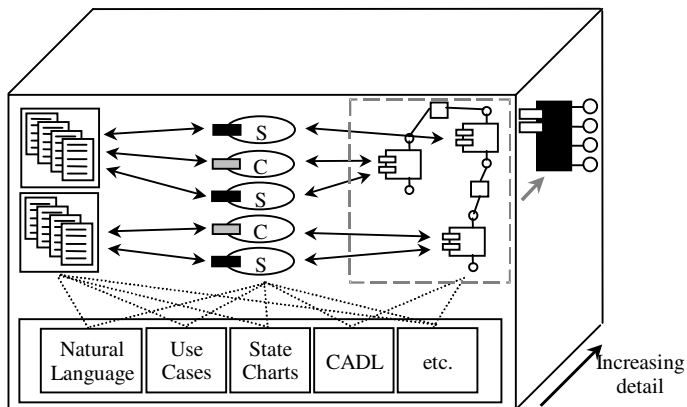 S
C
S
C
S
Natural
Language
Use
Cases
State
Charts
CADL
etc.
Increasing
detail